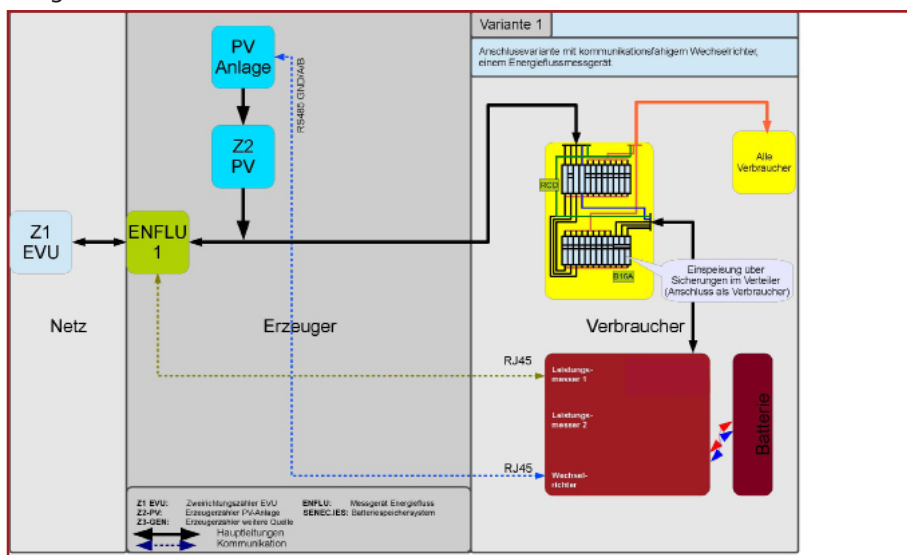 Variante 1
Anschlussvariante mit kommunikationsfähigem Wechselrichter,
einem Energieflussmessgerät.
PV
Anlage
RS485 GND/A/B
Z2
PV
RCD
Alle
Verbraucher
Z1
EVU
ENFLU
1
B16A
Einspeisung über
Sicherungen im Verteiler
(Anschluss als Verbraucher)
Netz
Erzeuger
Verbraucher
RJ45
Leistungs-
messer 1
Leistungs-
messer 2
Batterie
RJ45
Wechsel-
richter
Z1 EVU: Zweirichtungszähler EVU ENFLU: Messgerät Energiefluss
Z2-PV: Erzeugerzähler PV-Anlage SENEC.IES: Batteriespeichersystem
Z3-GEN: Erzeugerzähler weitere Quelle
Hauptleitungen
Kommunikation